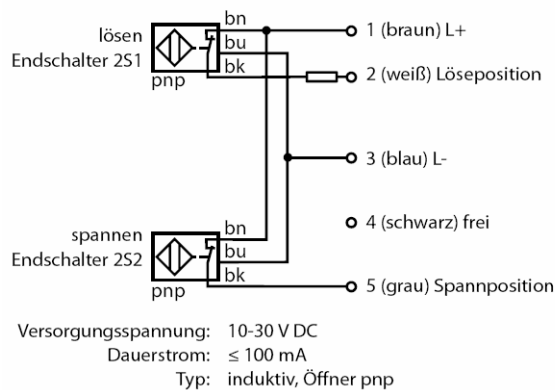 lösen
Endschalter 2S1
pnp
bn
bu
bk
1 (braun) L+
2 (weiß) Löseposition
3 (blau) L-
4 (schwarz) frei
spannen
Endschalter 2S2
pnp
bn
bu
bk
5 (grau) Spannposition
Versorgungsspannung: 10-30 V DC
Dauerstrom: ≤ 100 mA
Typ: induktiv, Öffner pnp